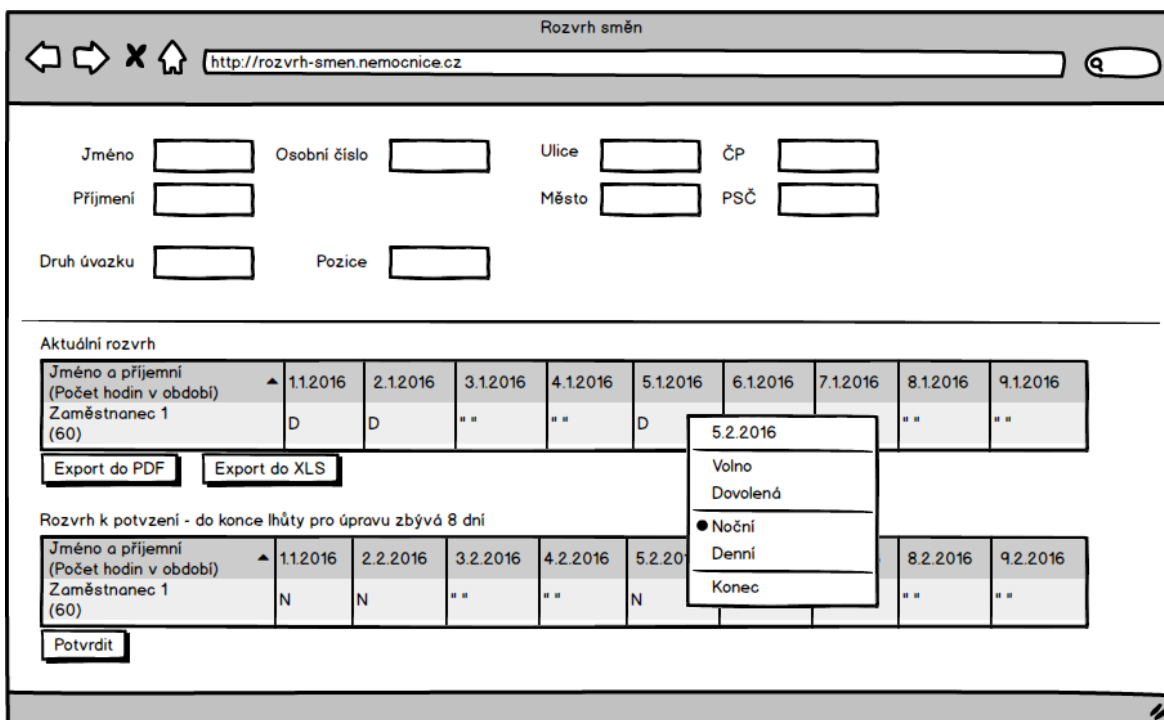 Rozvrh směn
http://rozvrh-smen.nemocnice.cz
Jméno Osobní číslo Ulice ČP
Příjmení Město PSČ
Druh úvazku Pozice
Aktuální rozvrh
Jméno a příjemní
(Počet hodin v období) 1.1.2016 2.1.2016 3.1.2016 4.1.2016 5.1.2016 6.1.2016 7.1.2016 8.1.2016 9.1.2016
Zaměstnanec 1
(60) D D " " " " D " " " "
5.2.2016
Volno
Dovolená
Noční
Denní
Konec
Export do PDF Export do XLS
Rozvrh k potvzení - do konce lhůty pro úpravu zbývá 8 dní
Jméno a příjemní
(Počet hodin v období) 1.1.2016 2.2.2016 3.2.2016 4.2.2016 5.2.20 8.2.2016 9.2.2016
Zaměstnanec 1
(60) N N " " " " N " " " "
Potvrdit